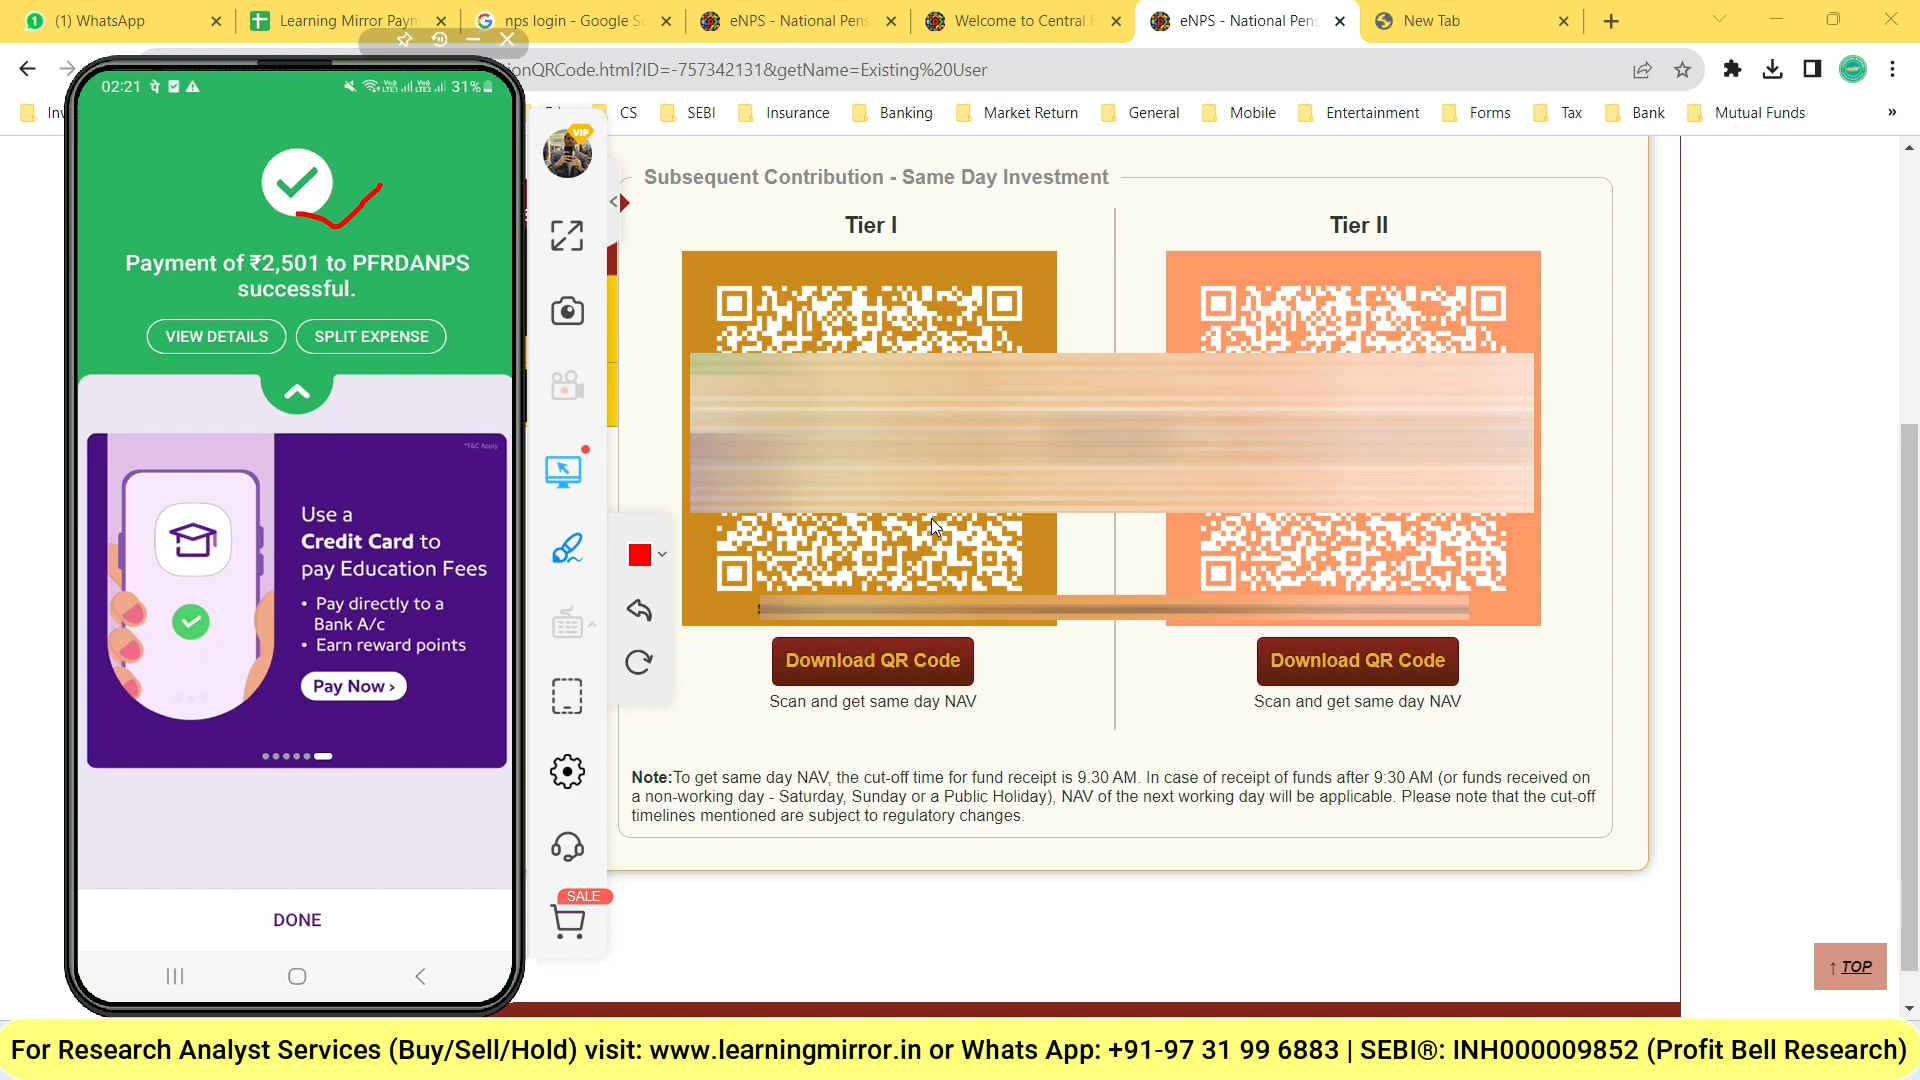 (1) WhatsApp
Learning Mirror Paym
nps login - Google Se
eNPS - National Pens
Welcome to Central R
eNPS - National Pens
New Tab
ionQRCode.html?ID=-757342131&getName=Existing%20User
CS
SEBI
Insurance
Banking
Market Return
General
Mobile
Entertainment
Forms
Tax
Bank
Mutual Funds
»
02:21
31%
Payment of ₹2,501 to PFRDANPS
successful.
VIEW DETAILS
SPLIT EXPENSE
*T&C Apply
Use a
Credit Card to
pay Education Fees
• Pay directly to a
Bank A/c
• Earn reward points
Pay Now ›
DONE
VIP
SALE
Subsequent Contribution - Same Day Investment
Tier I
Tier II
Download QR Code
Download QR Code
Scan and get same day NAV
Scan and get same day NAV
Note:To get same day NAV, the cut-off time for fund receipt is 9.30 AM. In case of receipt of funds after 9:30 AM (or funds received on
a non-working day - Saturday, Sunday or a Public Holiday), NAV of the next working day will be applicable. Please note that the cut-off
timelines mentioned are subject to regulatory changes.
↑ TOP
For Research Analyst Services (Buy/Sell/Hold) visit: www.learningmirror.in or Whats App: +91-97 31 99 6883 | SEBI®: INH000009852 (Profit Bell Research)